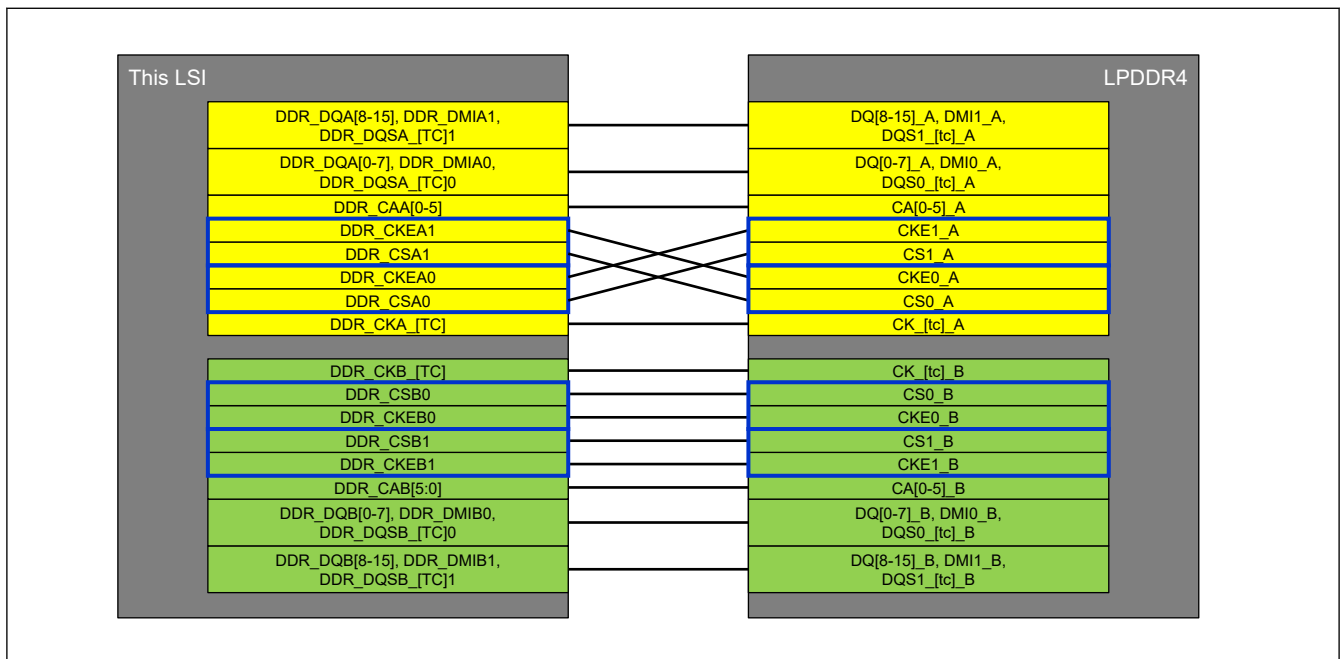 This LSI
LPDDR4
DDR_DQA[8-15], DDR_DMIA1,
DDR_DQSA_[TC]1
DQ[8-15]_A, DMI1_A,
DQS1_[tc]_A
DDR_DQA[0-7], DDR_DMIA0,
DDR_DQSA_[TC]0
DQ[0-7]_A, DMI0_A,
DQS0_[tc]_A
DDR_CAA[0-5]
CA[0-5]_A
DDR_CKEA1
CKE1_A
DDR_CSA1
CS1_A
DDR_CKEA0
CKE0_A
DDR_CSA0
CS0_A
DDR_CKA_[TC]
CK_[tc]_A
DDR_CKB_[TC]
CK_[tc]_B
DDR_CSB0
CS0_B
DDR_CKEB0
CKE0_B
DDR_CSB1
CS1_B
DDR_CKEB1
CKE1_B
DDR_CAB[5:0]
CA[0-5]_B
DDR_DQB[0-7], DDR_DMIB0,
DDR_DQSB_[TC]0
DQ[0-7]_B, DMI0_B,
DQS0_[tc]_B
DDR_DQB[8-15], DDR_DMIB1,
DDR_DQSB_[TC]1
DQ[8-15]_B, DMI1_B,
DQS1_[tc]_B